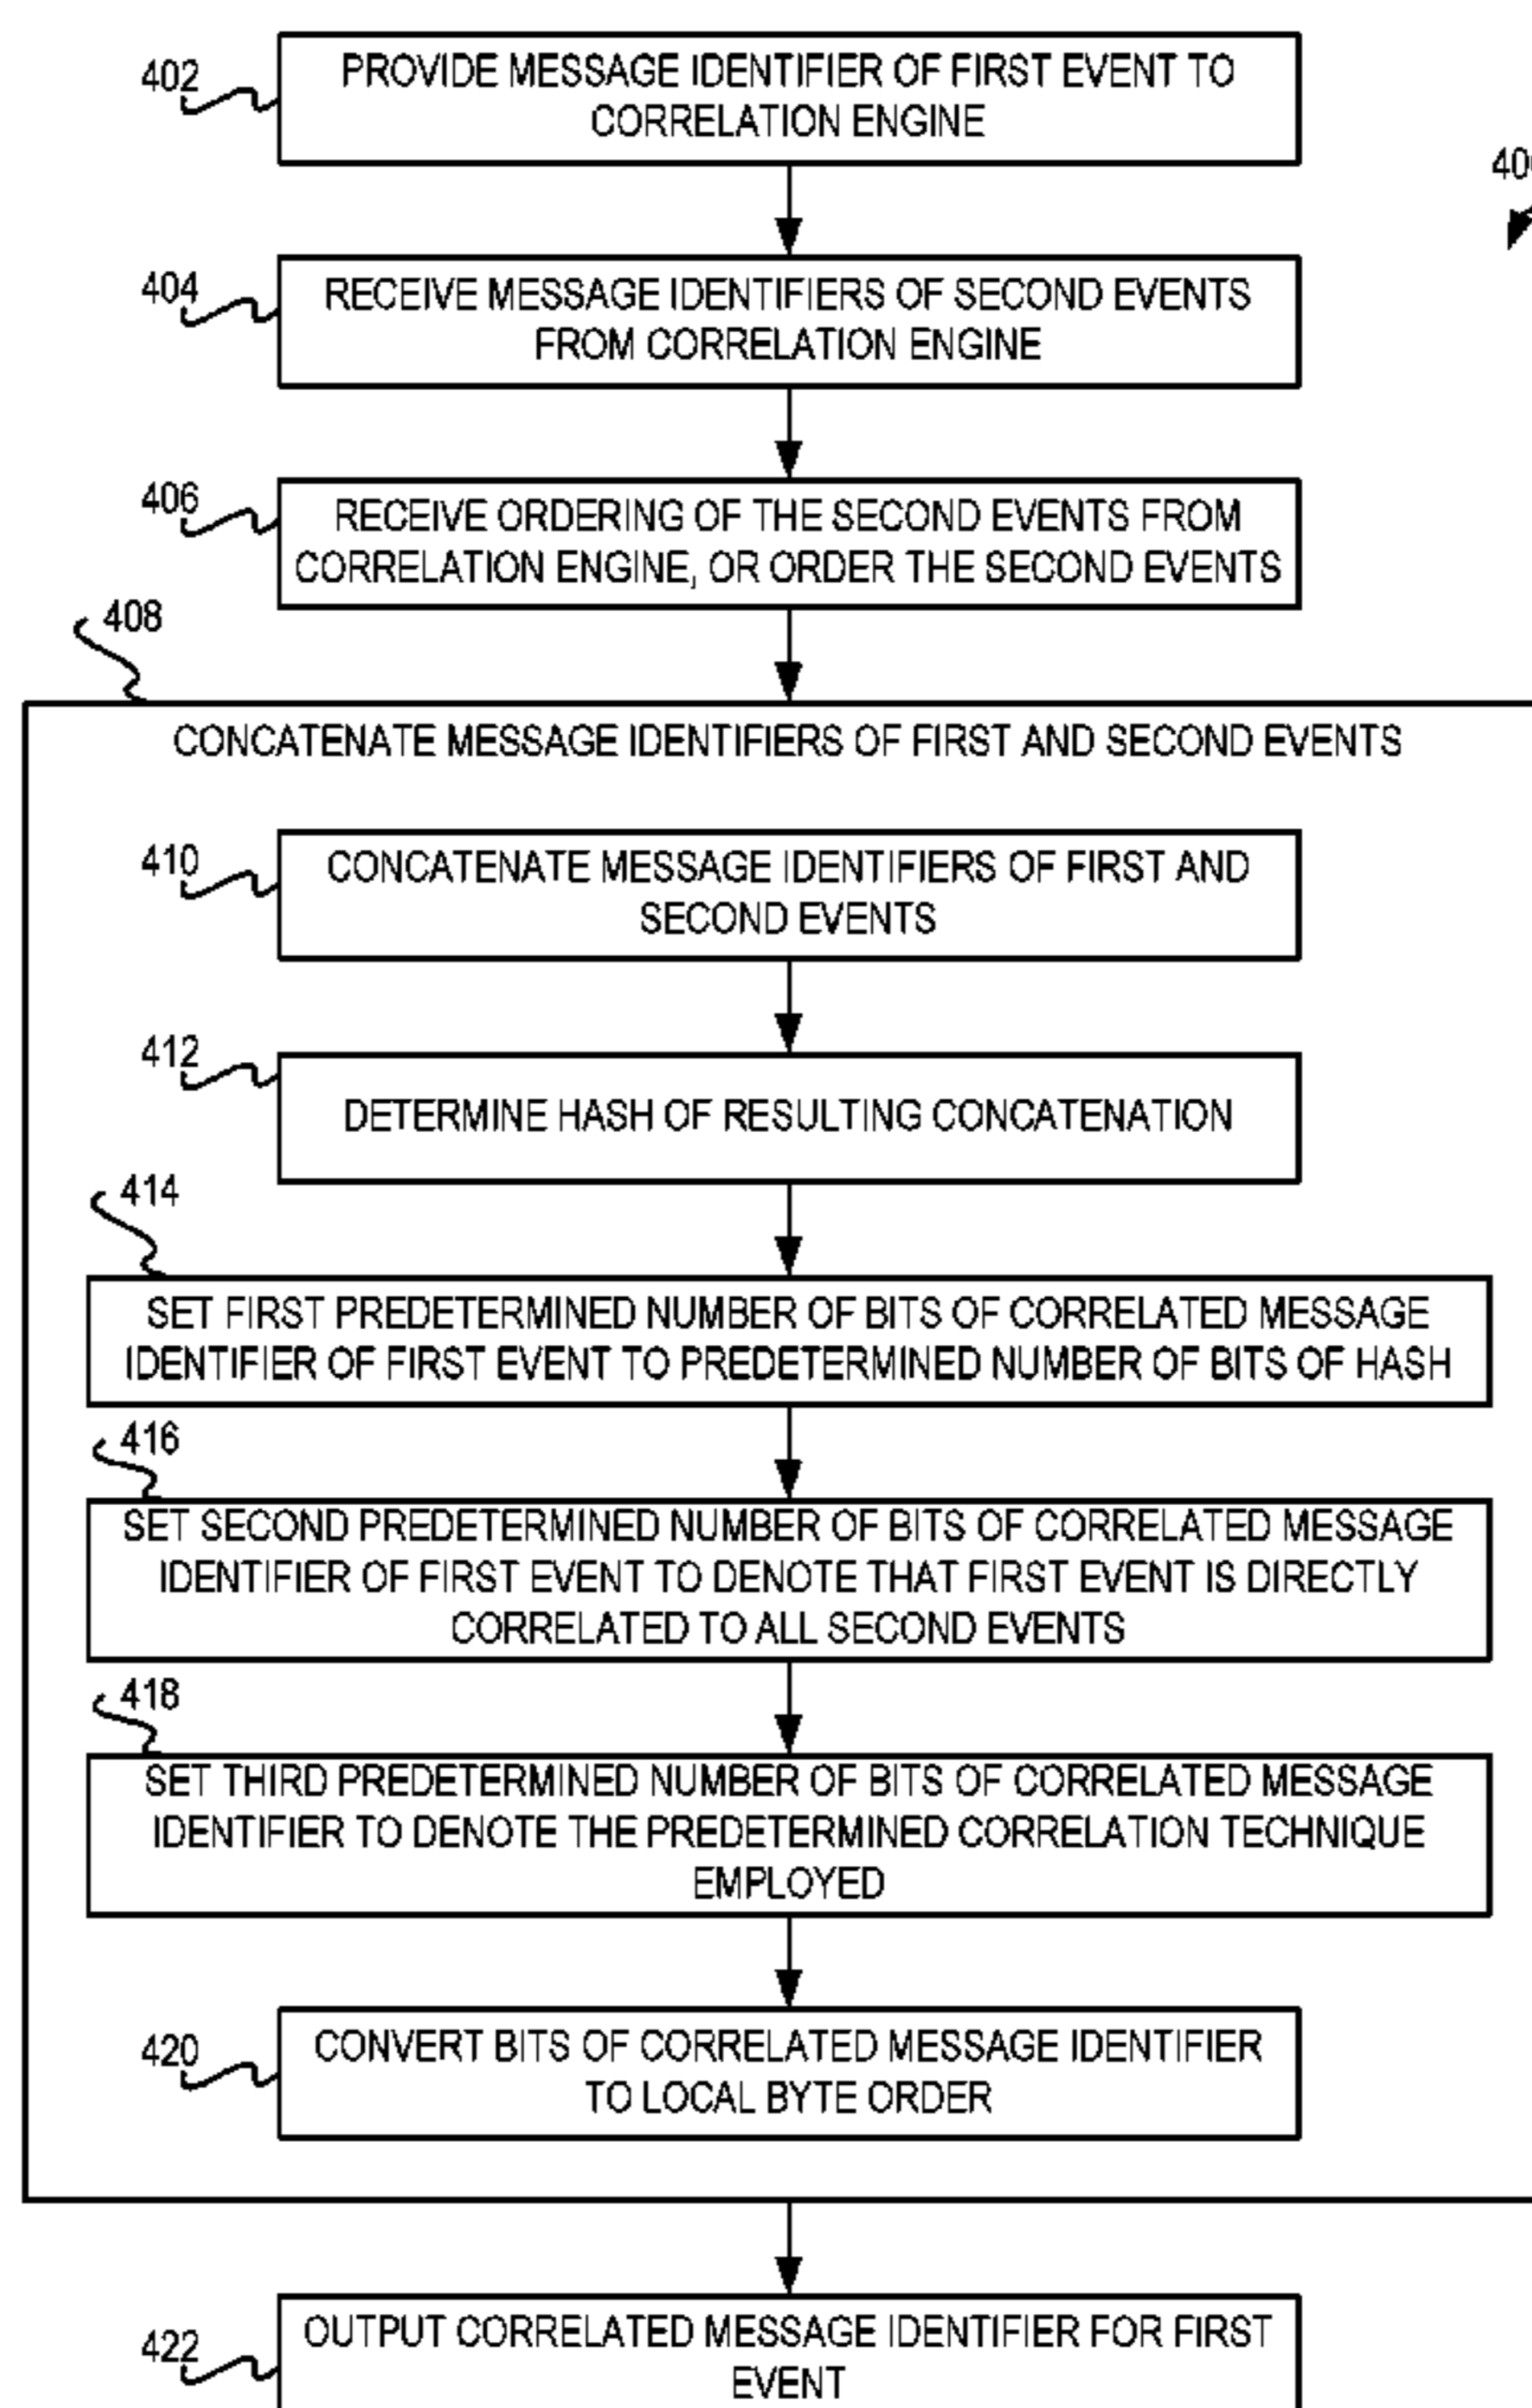 402
PROVIDE MESSAGE IDENTIFIER OF FIRST EVENT TO
CORRELATION ENGINE
404
RECEIVE MESSAGE IDENTIFIERS OF SECOND EVENTS
FROM CORRELATION ENGINE
406
RECEIVE ORDERING OF THE SECOND EVENTS FROM
CORRELATION ENGINE, OR ORDER THE SECOND EVENTS
408
CONCATENATE MESSAGE IDENTIFIERS OF FIRST AND SECOND EVENTS
410
CONCATENATE MESSAGE IDENTIFIERS OF FIRST AND
SECOND EVENTS
412
DETERMINE HASH OF RESULTING CONCATENATION
414
SET FIRST PREDETERMINED NUMBER OF BITS OF CORRELATED MESSAGE
IDENTIFIER OF FIRST EVENT TO PREDETERMINED NUMBER OF BITS OF HASH
416
SET SECOND PREDETERMINED NUMBER OF BITS OF CORRELATED MESSAGE
IDENTIFIER OF FIRST EVENT TO DENOTE THAT FIRST EVENT IS DIRECTLY
CORRELATED TO ALL SECOND EVENTS
418
SET THIRD PREDETERMINED NUMBER OF BITS OF CORRELATED MESSAGE
IDENTIFIER TO DENOTE THE PREDETERMINED CORRELATION TECHNIQUE
EMPLOYED
420
CONVERT BITS OF CORRELATED MESSAGE IDENTIFIER
TO LOCAL BYTE ORDER
422
OUTPUT CORRELATED MESSAGE IDENTIFIER FOR FIRST
EVENT